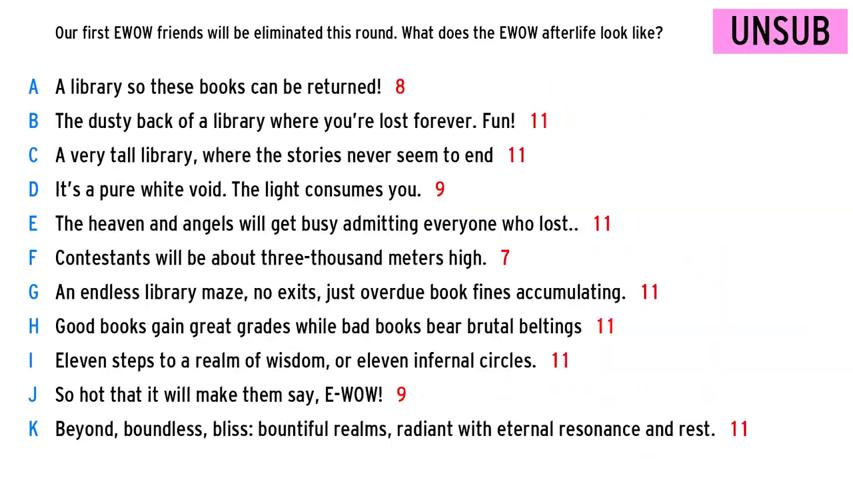 Our first EWOW friends will be eliminated this round. What does the EWOW afterlife look like?
UNSUB
A A library so these books can be returned! 8
B The dusty back of a library where you're lost forever. Fun! 11
C A very tall library, where the stories never seem to end 11
D It's a pure white void. The light consumes you. 9
E The heaven and angels will get busy admitting everyone who lost.. 11
F Contestants will be about three-thousand meters high. 7
G An endless library maze, no exits, just overdue book fines accumulating. 11
H Good books gain great grades while bad books bear brutal beltings 11
I Eleven steps to a realm of wisdom, or eleven infernal circles. 11
J So hot that it will make them say, E-WOW! 9
K Beyond, boundless, bliss: bountiful realms, radiant with eternal resonance and rest. 11